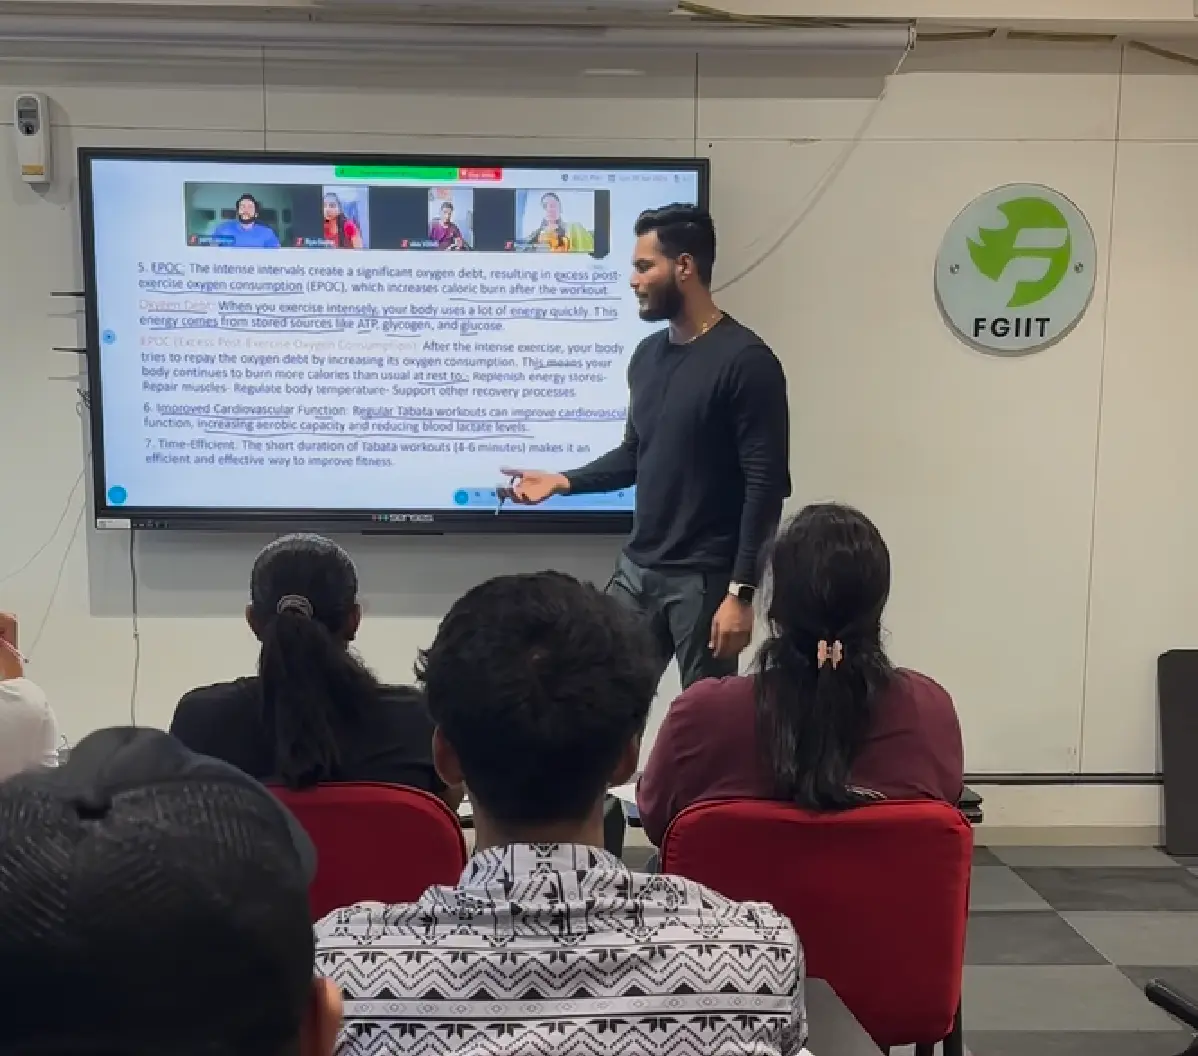 5. EPOC: The intense intervals create a significant oxygen debt, resulting in excess post-
exercise oxygen consumption (EPOC), which increases caloric burn after the workout.
Oxygen Debt: When you exercise intensely, your body uses a lot of energy quickly. This
energy comes from stored sources like ATP, glycogen, and glucose.
EPOC (Excess Post-Exercise Oxygen Consumption): After the intense exercise, your body
tries to repay the oxygen debt by increasing its oxygen consumption. This means your
body continues to burn more calories than usual at rest to:- Replenish energy stores-
Repair muscles- Regulate body temperature- Support other recovery processes
6. Improved Cardiovascular Function: Regular Tabata workouts can improve cardiovascul
function, increasing aerobic capacity and reducing blood lactate levels.
7. Time-Efficient: The short duration of Tabata workouts (4-6 minutes) makes it an
efficient and effective way to improve fitness.
FGIIT